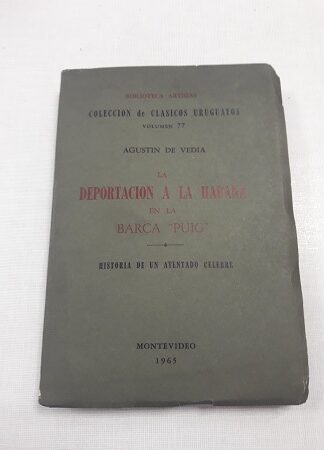 BIBLIOTECA ARTIGAS
COLECCION de CLASICOS URUGUAYOS
VOLUMEN 77
AGUSTIN DE VEDIA
LA
DEPORTACION A LA HABANA
EN LA
BARCA "PUIG"
HISTORIA DE UN ATENTADO CELEBRE
MONTEVIDEO
1965